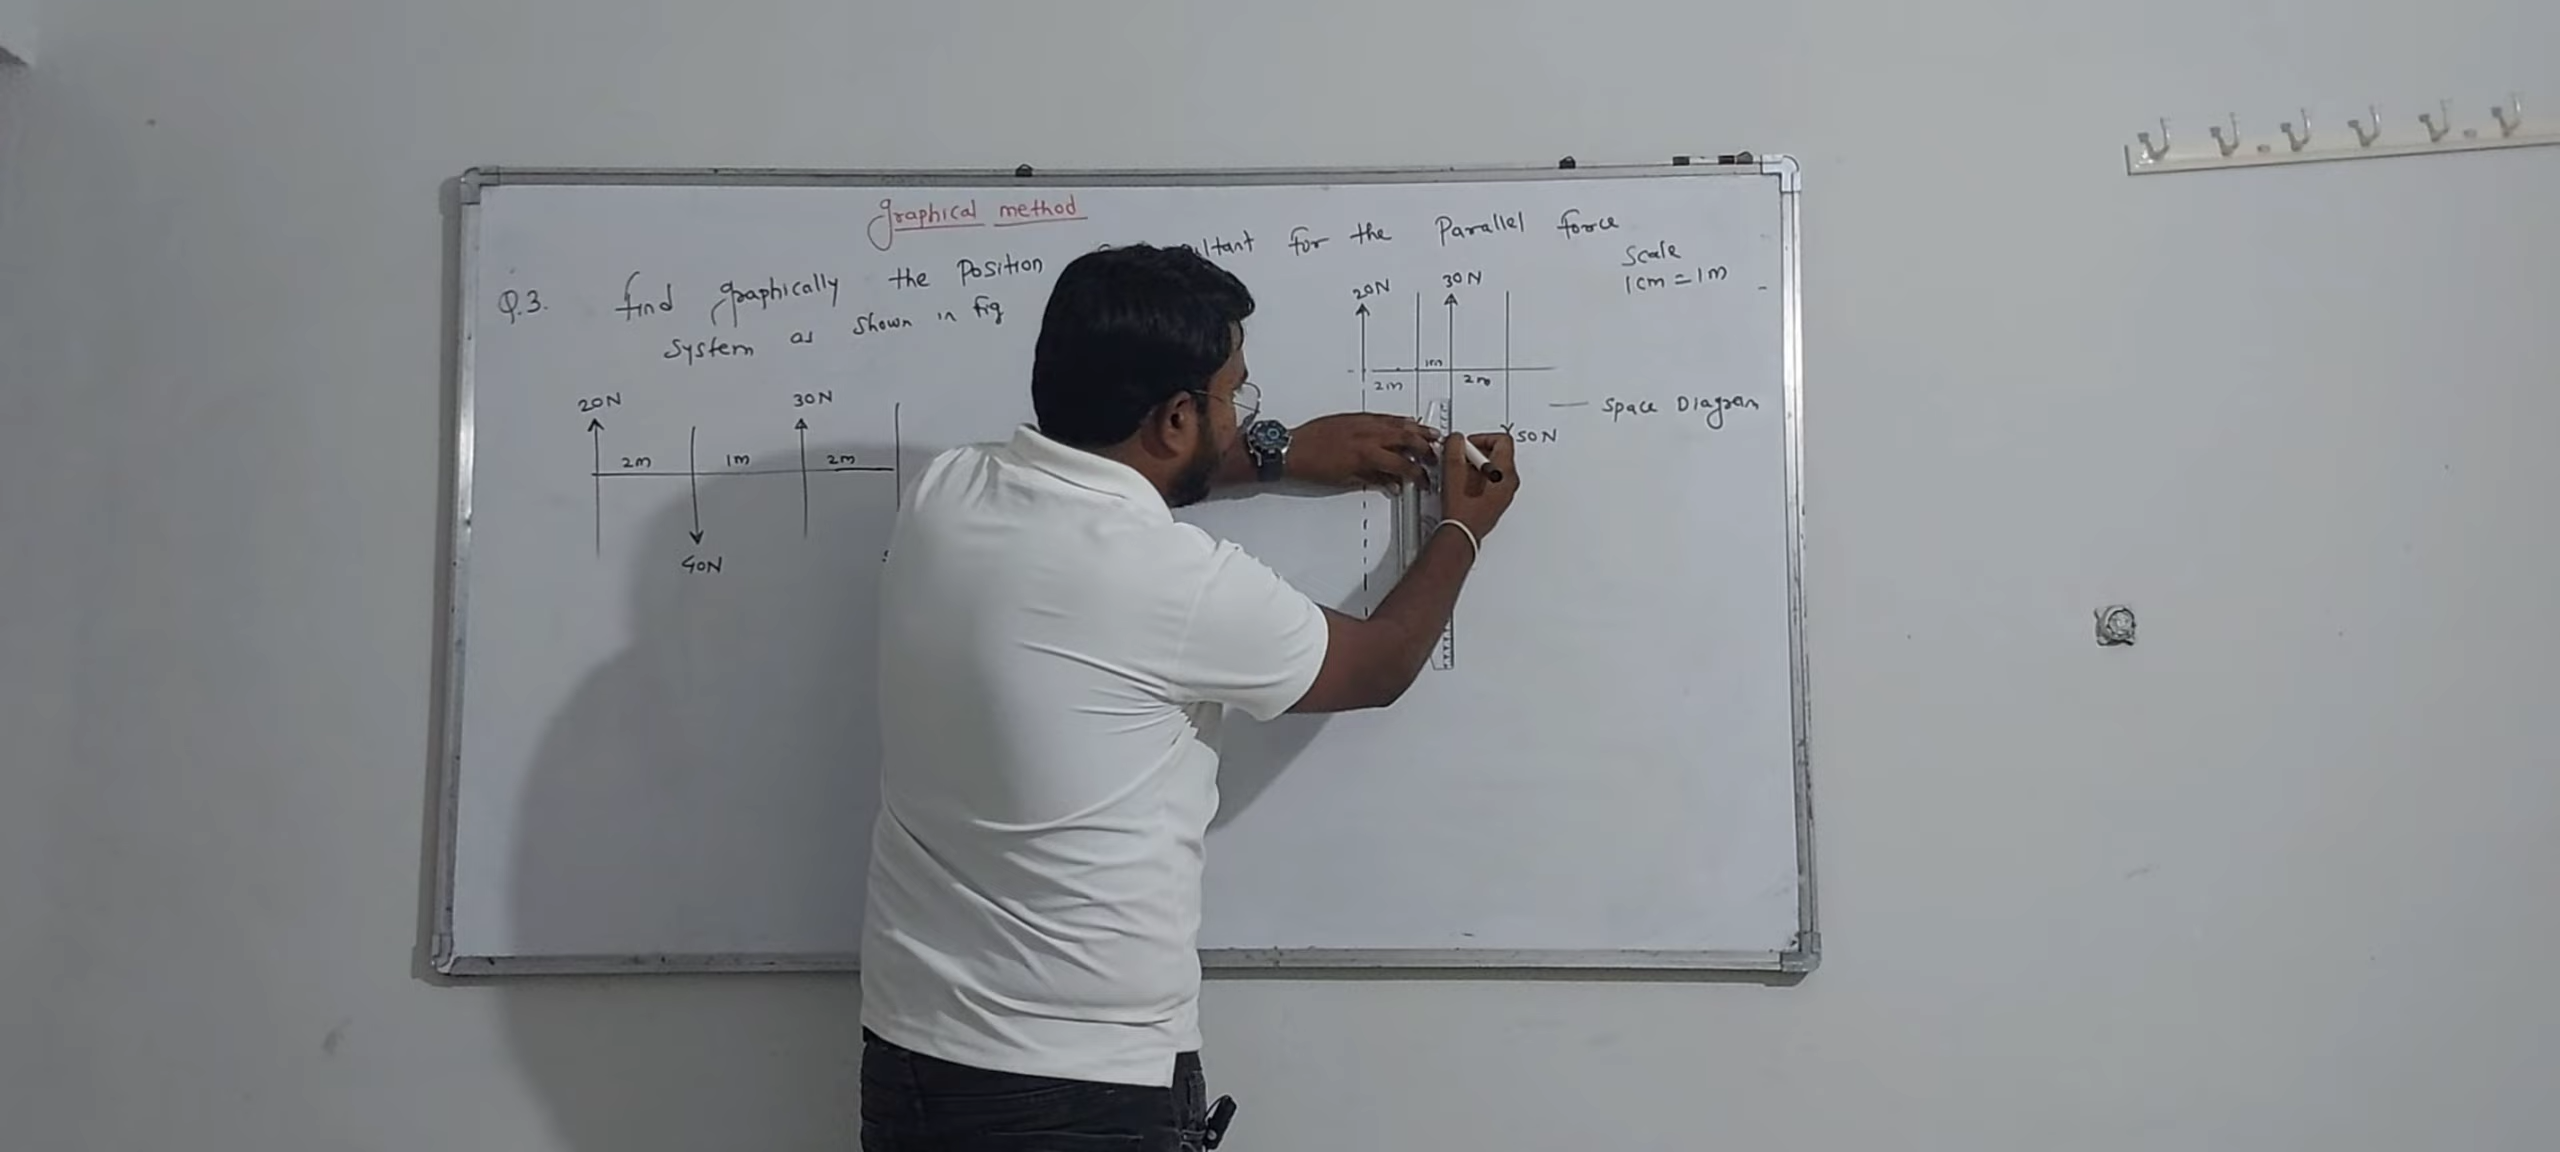 graphical method
Q.3. find graphically the Position ultant for the Parallel force
system as shown in fig
20N
30N
2m
1m
2m
40N
Scale
1cm = 1m
20N
30N
1m
2m
2m
50N
Space Diagram